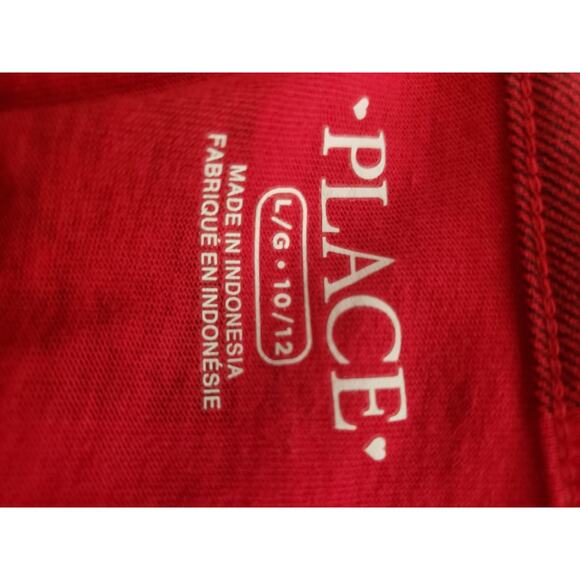 ♥PLACE♥
L/G • 10/12
MADE IN INDONESIA
FABRIQUÉ EN INDONÉSIE